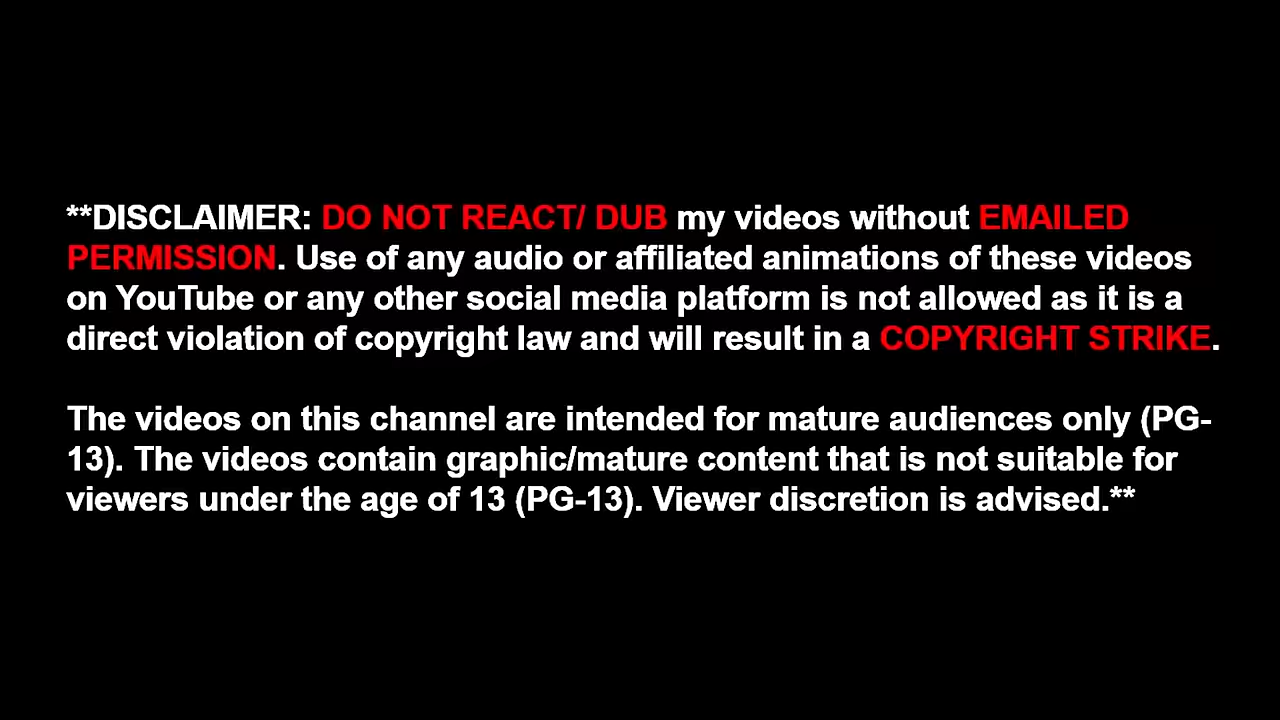 **DISCLAIMER: DO NOT REACT/ DUB my videos without EMAILED
PERMISSION. Use of any audio or affiliated animations of these videos
on YouTube or any other social media platform is not allowed as it is a
direct violation of copyright law and will result in a COPYRIGHT STRIKE.
The videos on this channel are intended for mature audiences only (PG-
13). The videos contain graphic/mature content that is not suitable for
viewers under the age of 13 (PG-13). Viewer discretion is advised.**